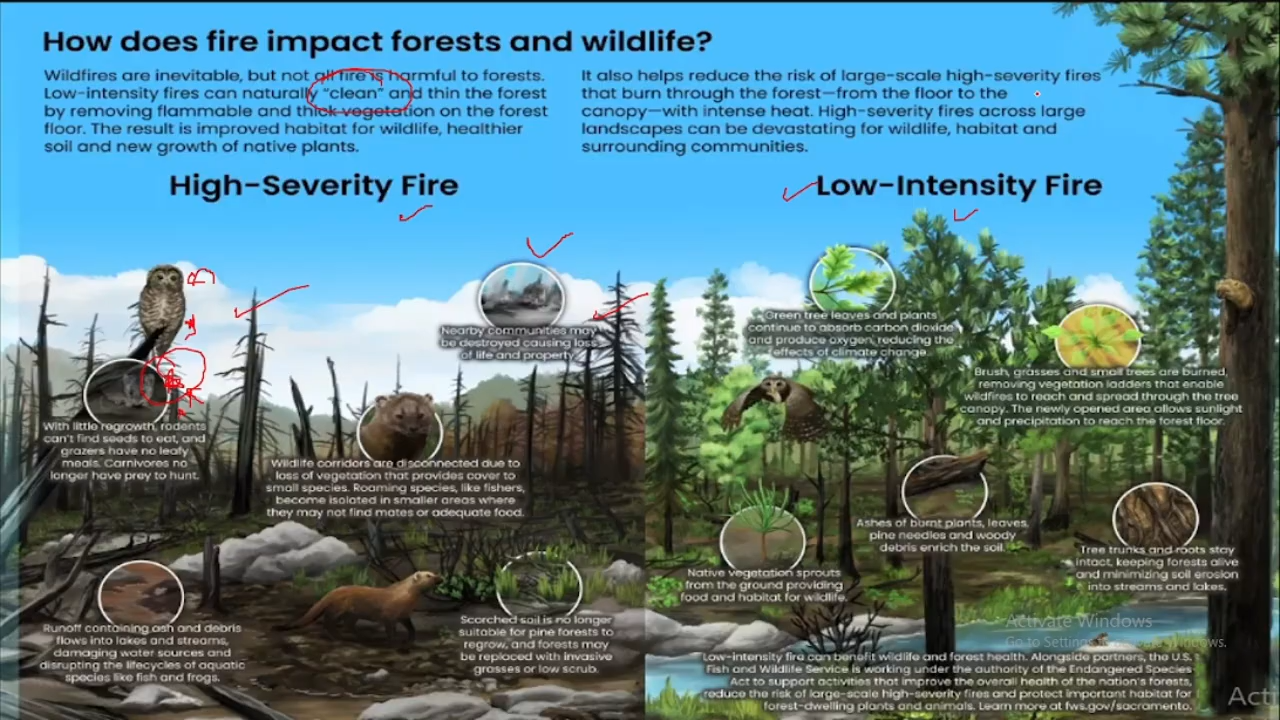 How does fire impact forests and wildlife?
Wildfires are inevitable, but not all fire is harmful to forests.
Low-intensity fires can naturally “clean” and thin the forest
by removing flammable and thick vegetation on the forest
floor. The result is improved habitat for wildlife, healthier
soil and new growth of native plants.
It also helps reduce the risk of large-scale high-severity fires
that burn through the forest—from the floor to the
canopy—with intense heat. High-severity fires across large
landscapes can be devastating for wildlife, habitat and
surrounding communities.
High-Severity Fire
Nearby communities may
be destroyed causing loss
of life and property.
With little regrowth, rodents
can't find seeds to eat, and
grazers have no leafy
meals. Carnivores no
longer have prey to hunt.
Wildlife corridors are disconnected due to
loss of vegetation that provides cover to
small species. Roaming species, like fishers,
become isolated in smaller areas where
they may not find mates or adequate food.
Runoff containing ash and debris
flows into lakes and streams,
damaging water sources and
disrupting the lifecycles of aquatic
species like fish and frogs.
Scorched soil is no longer
suitable for pine forests to
regrow, and forests may
be replaced with invasive
grasses or low scrub.
Low-Intensity Fire
Green tree leaves and plants
continue to absorb carbon dioxide
and produce oxygen, reducing the
effects of climate change.
Brush, grasses and small trees are burned,
removing vegetation ladders that enable
wildfires to reach and spread through the tree
canopy. The newly opened area allows sunlight
and precipitation to reach the forest floor.
Ashes of burnt plants, leaves,
pine needles and woody
debris enrich the soil.
Native vegetation sprouts
from the ground providing
food and habitat for wildlife.
Tree trunks and roots stay
intact, keeping forests alive
and minimizing soil erosion
into streams and lakes.
Activate Windows
Go to Settings to activate Windows.
Low-intensity fire can benefit wildlife and forest health. Alongside partners, the U.S.
Fish and Wildlife Service is working under the authority of the Endangered Species
Act to support activities that improve the overall health of the nation's forests,
reduce the risk of large-scale high-severity fires and protect important habitat for
forest-dwelling plants and animals. Learn more at fws.gov/sacramento.
Acti